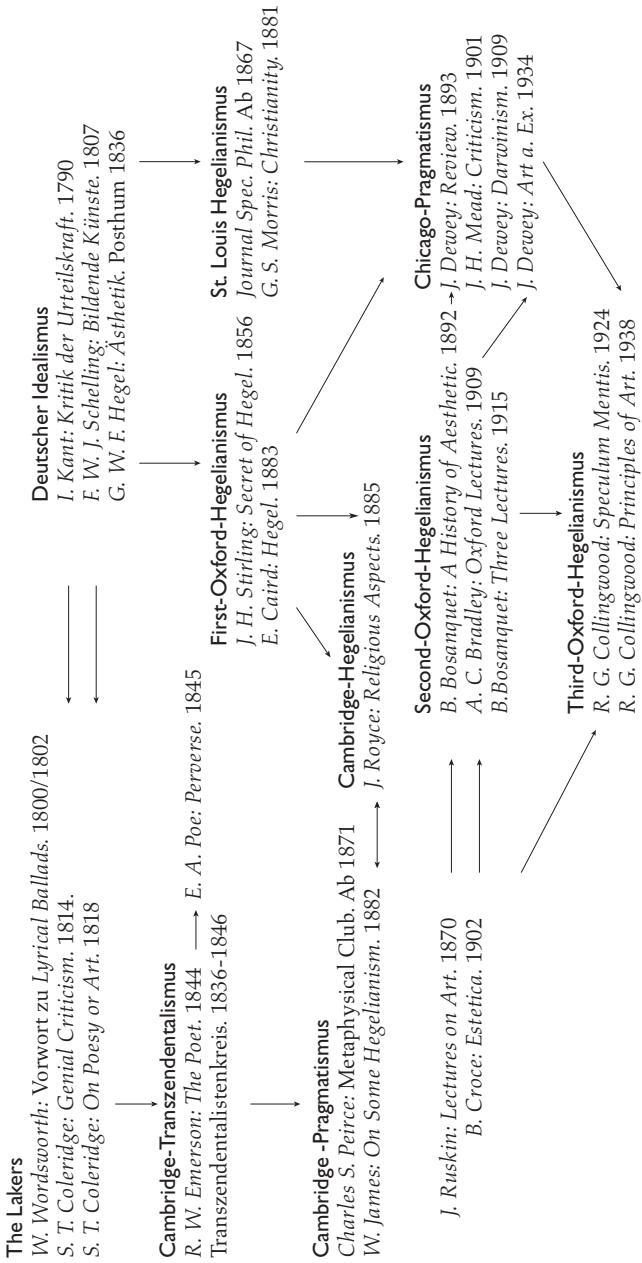 The Lakers
W. Wordsworth: Vorwort zu Lyrical Ballads. 1800/1802
S. T. Coleridge: Genial Criticism. 1814.
S. T. Coleridge: On Poesy or Art. 1818
Deutscher Idealismus
I. Kant: Kritik der Urteilskraft. 1790
F. W. J. Schelling: Bildende Künste. 1807
G. W. F. Hegel: Ästhetik. Posthum 1836
Cambridge-Transzendentalismus
R. W. Emerson: The Poet. 1844
Transzendentalistenkreis. 1836-1846
E. A. Poe: Perverse. 1845
First-Oxford-Hegelianismus
J. H. Stirling: Secret of Hegel. 1856
E. Caird: Hegel. 1883
St. Louis Hegelianismus
Journal Spec. Phil. Ab 1867
G.S. Morris: Christianity. 1881
Cambridge -Pragmatismus
Charles S. Peirce: Metaphysical Club. Ab 1871
W. James: On Some Hegelianism. 1882
Cambridge-Hegelianismus
J. Royce: Religious Aspects. 1885
J. Ruskin: Lectures on Art. 1870
B. Croce: Estetica. 1902
Second-Oxford-Hegelianismus
B. Bosanquet: A History of Aesthetic. 1892
A. C. Bradley: Oxford Lectures. 1909
B.Bosanquet: Three Lectures. 1915
Chicago-Pragmatismus
J. Dewey: Review. 1893
J. H. Mead: Criticism. 1901
J. Dewey: Darwinism. 1909
J. Dewey: Art a. Ex. 1934
Third-Oxford-Hegelianismus
R. G. Collingwood: Speculum Mentis. 1924
R. G. Collingwood: Principles of Art. 1938